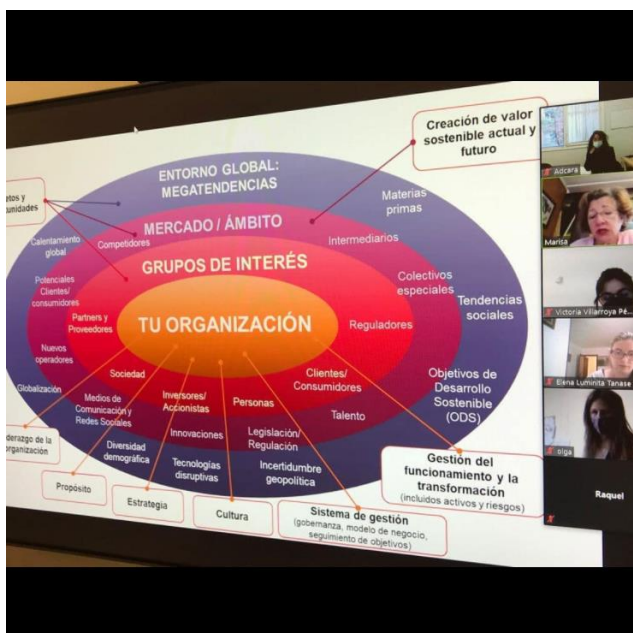 Creación de valor
sostenible actual y
futuro
ENTORNO GLOBAL:
MEGATENDENCIAS
Materias
primas
MERCADO / ÁMBITO
Calentamiento
global
Competidores
Intermediarios
GRUPOS DE INTERÉS
Potenciales
Clientes/
consumidores
Colectivos
especiales
Tendencias
sociales
Partners y
Proveedores
TU ORGANIZACIÓN
Reguladores
Nuevos
operadores
Sociedad
Clientes/
Consumidores
Objetivos de
Desarrollo
Sostenible
(ODS)
Globalización
Medios de
Comunicación y
Redes Sociales
Inversores/
Accionistas
Personas
Talento
Innovaciones
Legislación/
Regulación
Diversidad
demográfica
Tecnologías
disruptivas
Incertidumbre
geopolítica
derazgo de la
organización
Propósito
Estrategia
Cultura
Sistema de gestión
(gobernanza, modelo de negocio,
seguimiento de objetivos)
Gestión del
funcionamiento y la
transformación
(incluidos activos y riesgos)
Adcara
Marisa
Victoria Villarroya Pé...
Elena Luminita Tanase
olga
Raquel